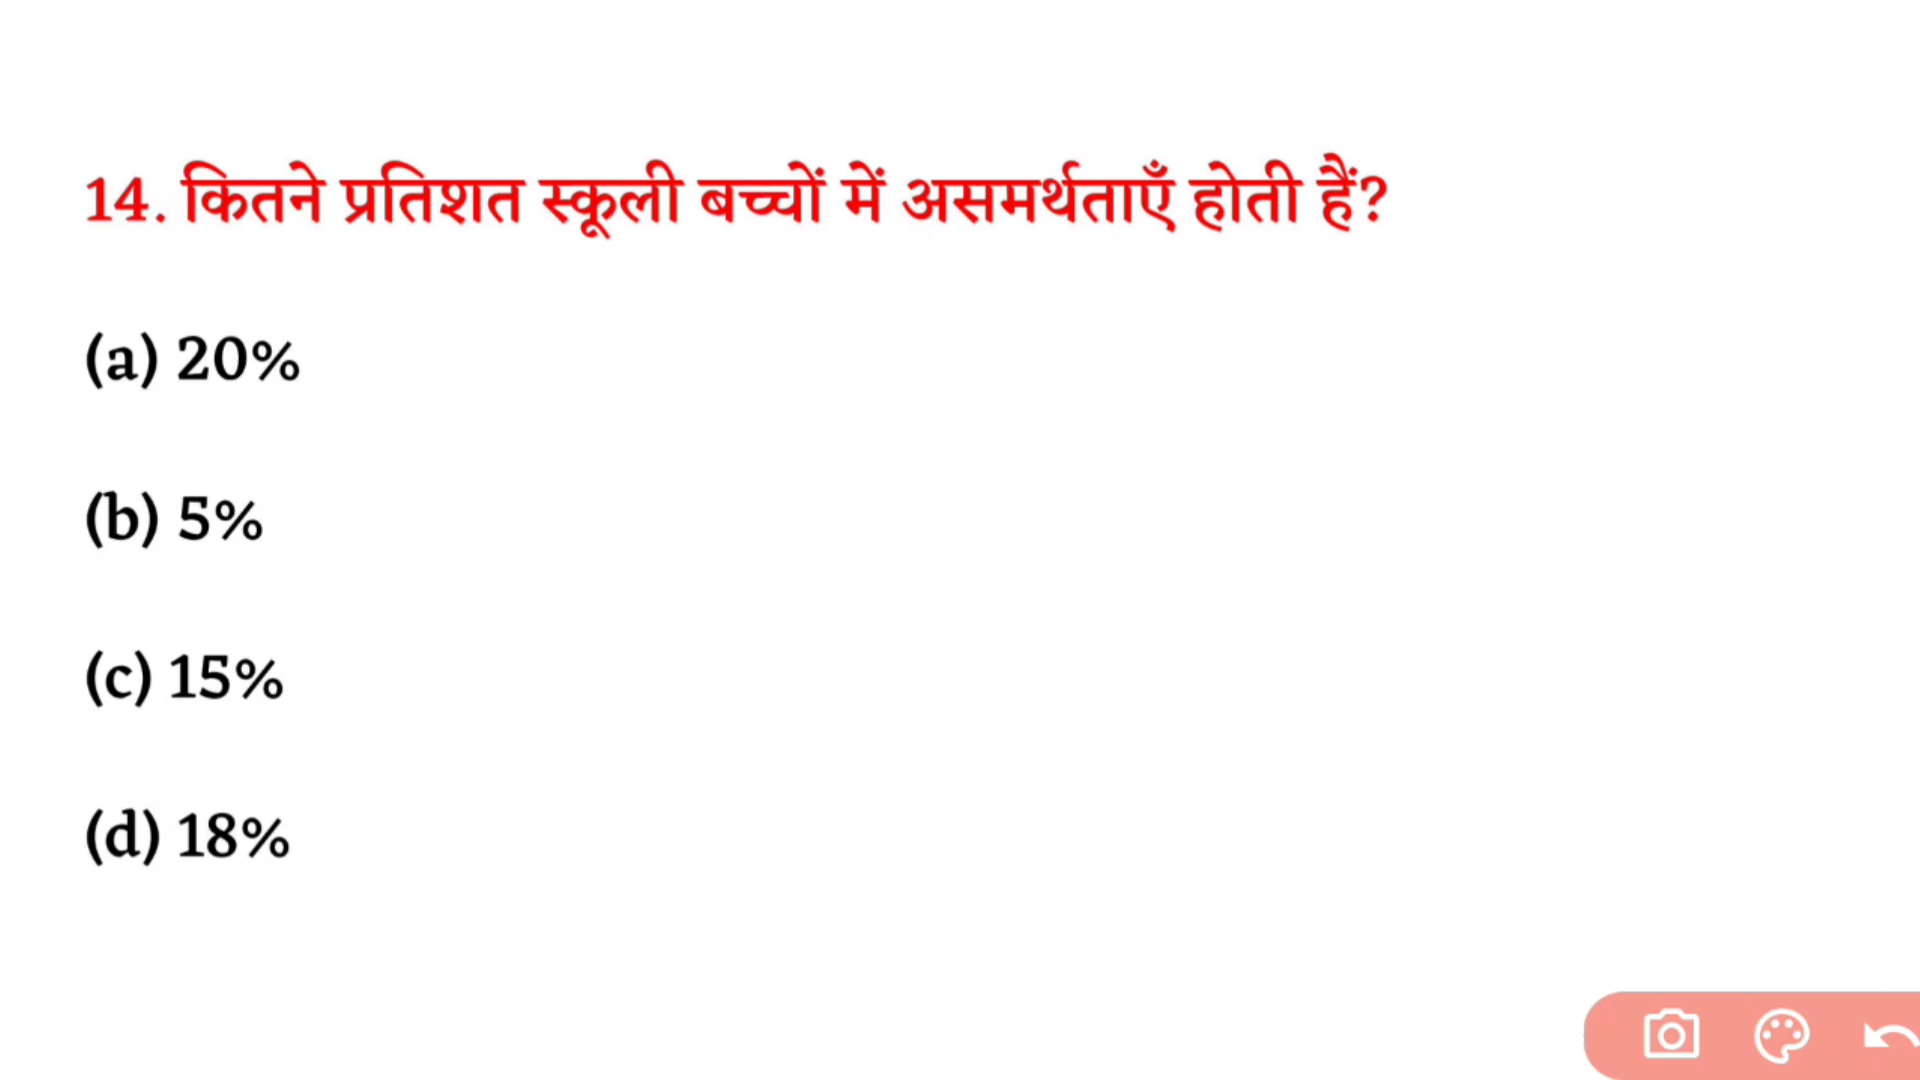 14. कितने प्रतिशत स्कूली बच्चों में असमर्थताएँ होती हैं?
(a) 20%
(b) 5%
(c) 15%
(d) 18%